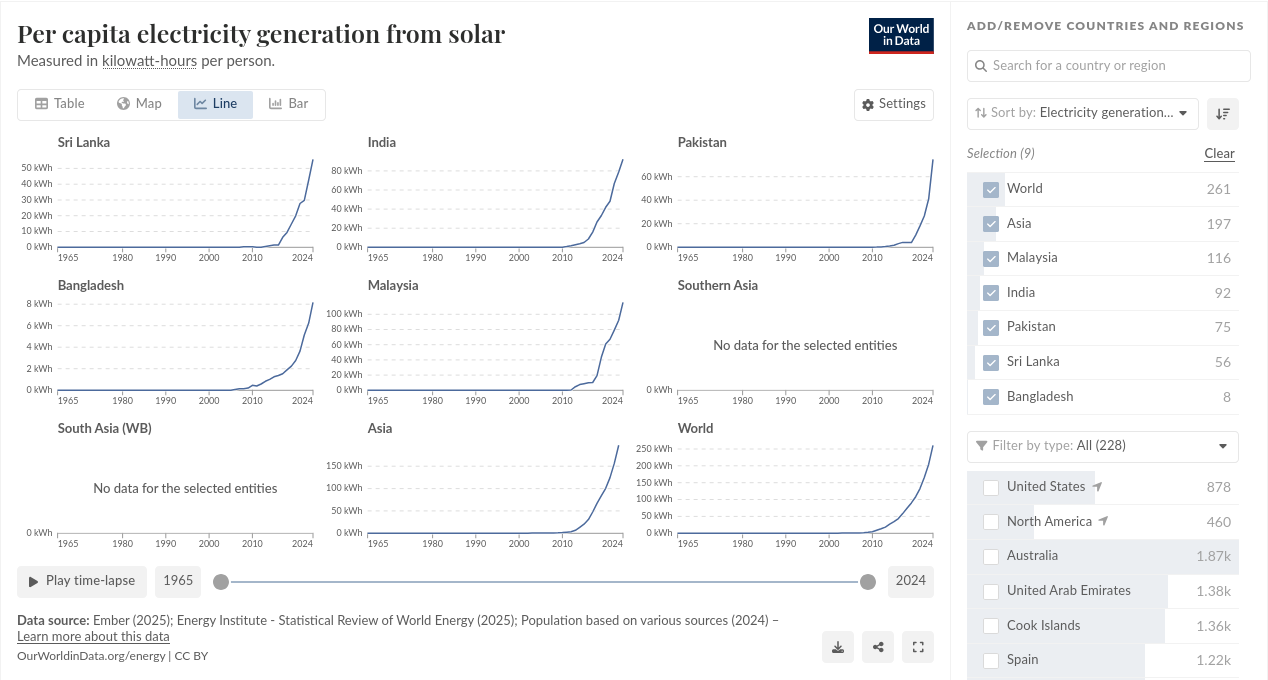 Per capita electricity generation from solar
Measured in kilowatt-hours per person.
Our World
in Data
Table
Map
Line
Bar
Settings
Sri Lanka
50 kWh
40 kWh
30 kWh
20 kWh
10 kWh
0 kWh
1965 1980 1990 2000 2010 2024
India
80 kWh
60 kWh
40 kWh
20 kWh
0 kWh
1965 1980 1990 2000 2010 2024
Pakistan
60 kWh
40 kWh
20 kWh
0 kWh
1965 1980 1990 2000 2010 2024
Bangladesh
8 kWh
6 kWh
4 kWh
2 kWh
0 kWh
1965 1980 1990 2000 2010 2024
Malaysia
100 kWh
80 kWh
60 kWh
40 kWh
20 kWh
0 kWh
1965 1980 1990 2000 2010 2024
Southern Asia
No data for the selected entities
0 kWh
1965 1980 1990 2000 2010 2024
South Asia (WB)
No data for the selected entities
0 kWh
1965 1980 1990 2000 2010 2024
Asia
150 kWh
100 kWh
50 kWh
0 kWh
1965 1980 1990 2000 2010 2024
World
250 kWh
200 kWh
150 kWh
100 kWh
50 kWh
0 kWh
1965 1980 1990 2000 2010 2024
Play time-lapse
1965
2024
Data source: Ember (2025); Energy Institute - Statistical Review of World Energy (2025); Population based on various sources (2024) –
Learn more about this data
OurWorldinData.org/energy | CC BY
ADD/REMOVE COUNTRIES AND REGIONS
Search for a country or region
Sort by: Electricity generation...
Selection (9)
Clear
World 261
Asia 197
Malaysia 116
India 92
Pakistan 75
Sri Lanka 56
Bangladesh 8
Filter by type: All (228)
United States 878
North America 460
Australia 1.87k
United Arab Emirates 1.38k
Cook Islands 1.36k
Spain 1.22k